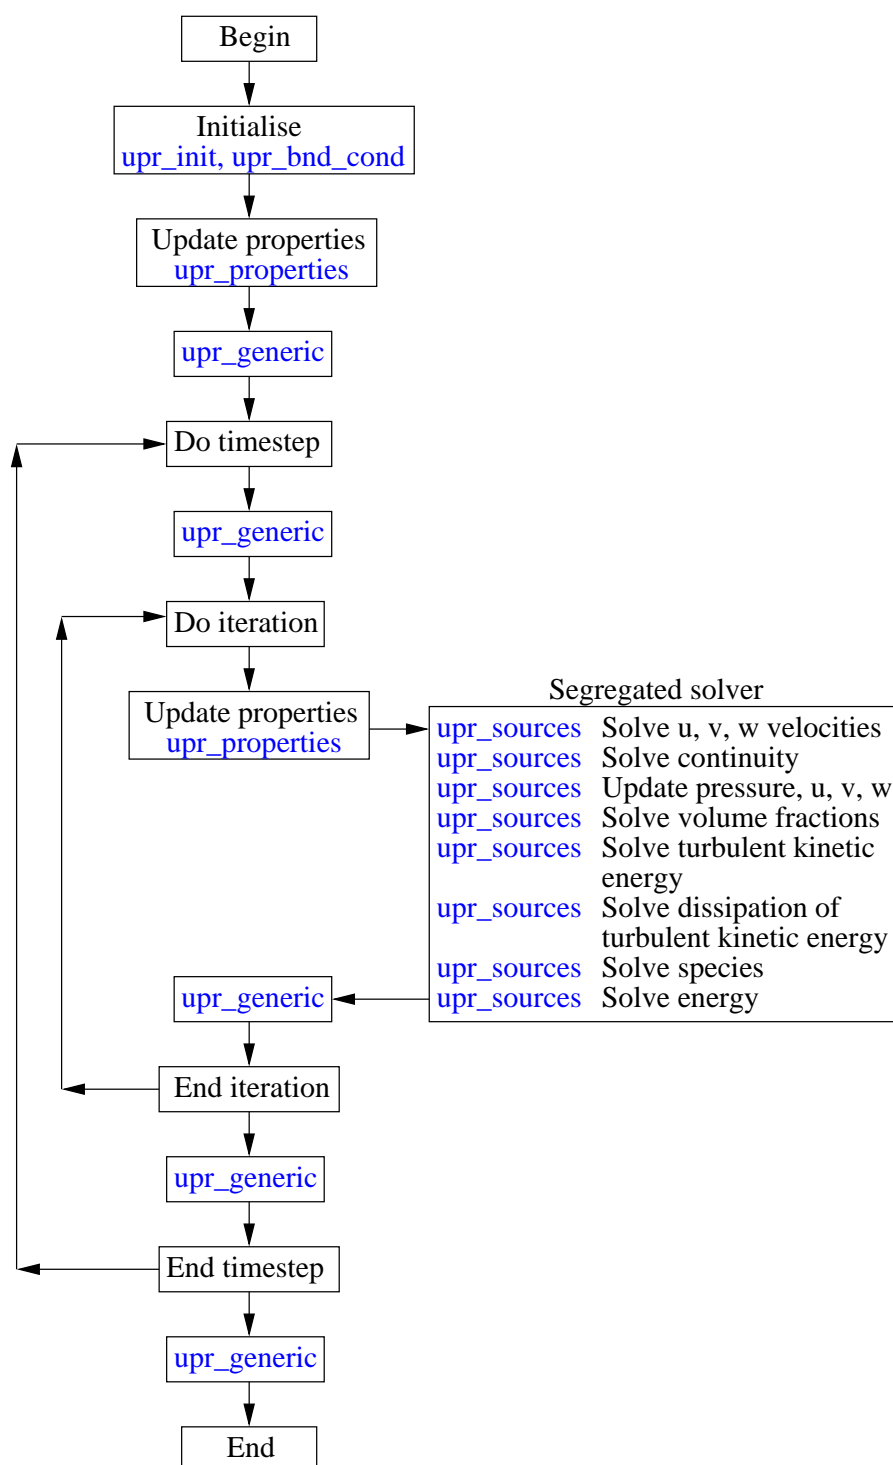 Begin
Initialise
upr_init, upr_bnd_cond
Update properties
upr_properties
upr_generic
Do timestep
upr_generic
Do iteration
Update properties
upr_properties
Segregated solver
upr_sources Solve u, v, w velocities
upr_sources Solve continuity
upr_sources Update pressure, u, v, w
upr_sources Solve volume fractions
upr_sources Solve turbulent kinetic
energy
upr_sources Solve dissipation of
turbulent kinetic energy
upr_sources Solve species
upr_sources Solve energy
upr_generic
End iteration
upr_generic
End timestep
upr_generic
End